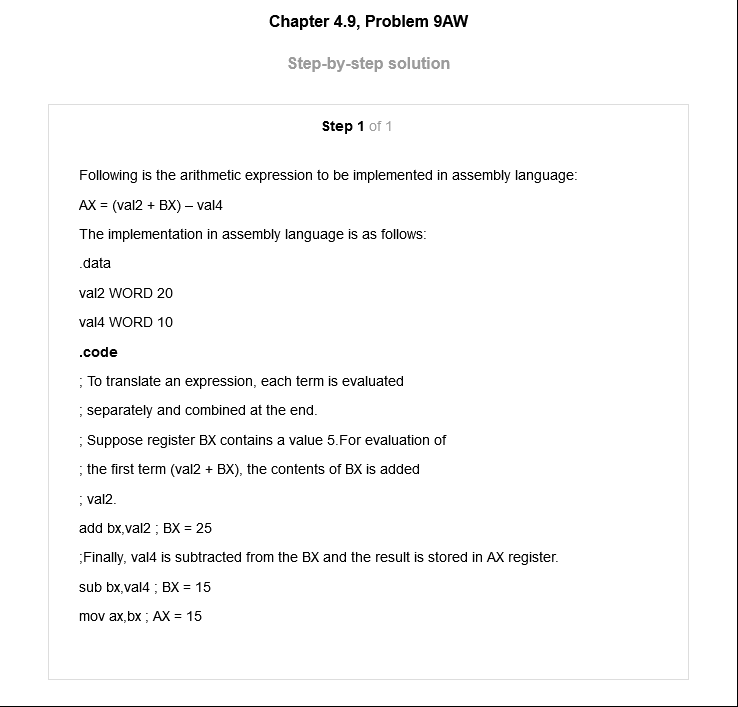 Chapter 4.9, Problem 9AW
Step-by-step solution
Step 1 of 1
Following is the arithmetic expression to be implemented in assembly language:
AX = (val2 + BX) – val4
The implementation in assembly language is as follows:
.data
val2 WORD 20
val4 WORD 10
.code
; To translate an expression, each term is evaluated
; separately and combined at the end.
; Suppose register BX contains a value 5.For evaluation of
; the first term (val2 + BX), the contents of BX is added
; val2.
add bx,val2 ; BX = 25
;Finally, val4 is subtracted from the BX and the result is stored in AX register.
sub bx,val4 ; BX = 15
mov ax,bx ; AX = 15